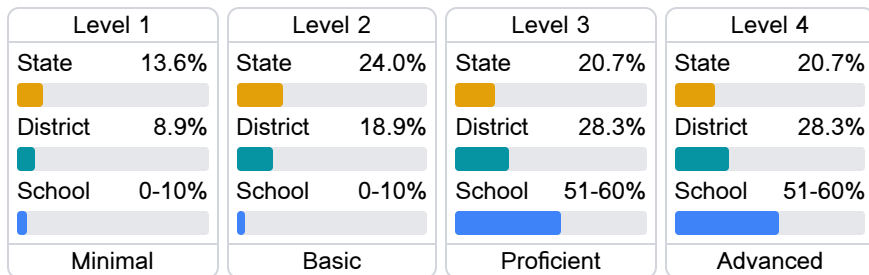 Level 1
State 13.6%
District 8.9%
School 0-10%
Minimal
Level 2
State 24.0%
District 18.9%
School 0-10%
Basic
Level 3
State 20.7%
District 28.3%
School 51-60%
Proficient
Level 4
State 20.7%
District 28.3%
School 51-60%
Advanced